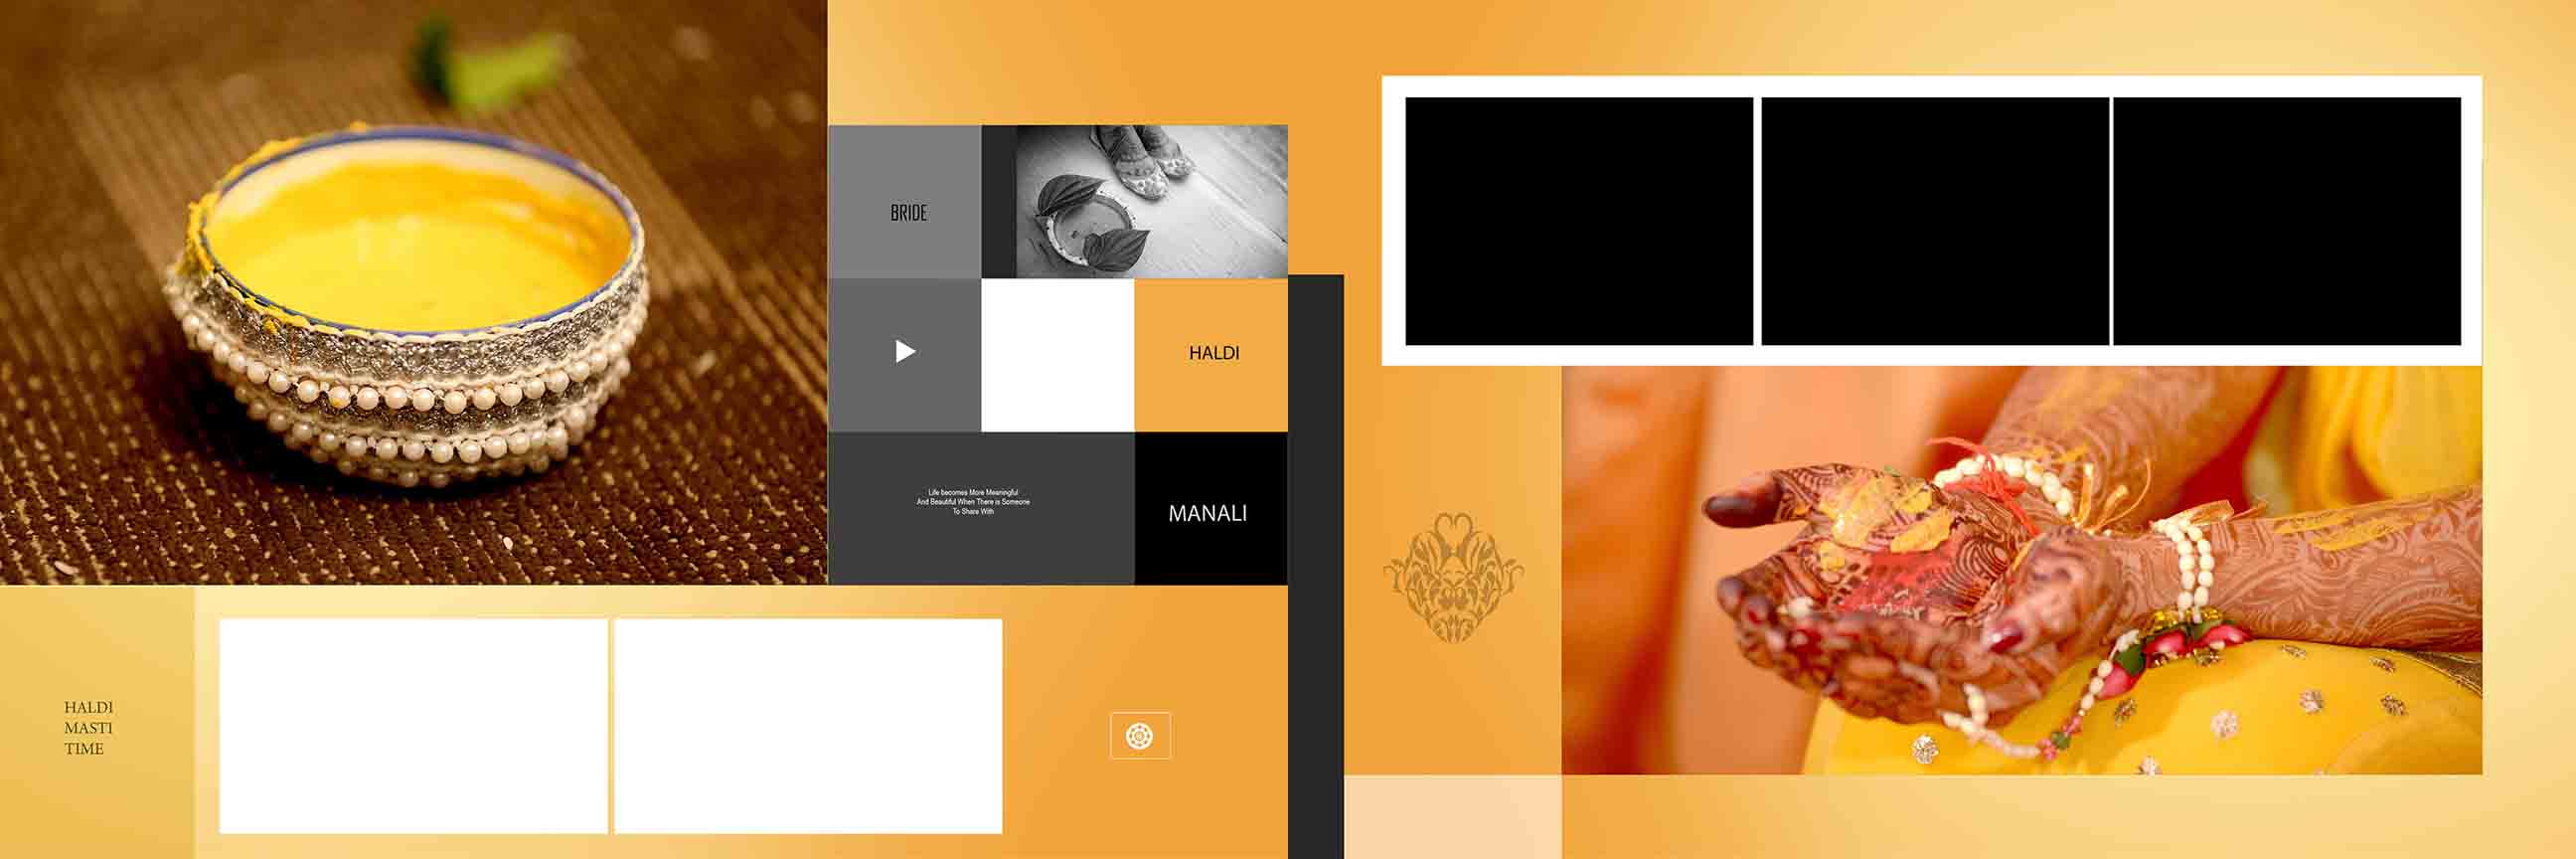 BRIDE
HALDI
Life becomes More Meaningful
And Beautiful When There is Someone
To Share With
MANALI
HALDI
MASTI
TIME